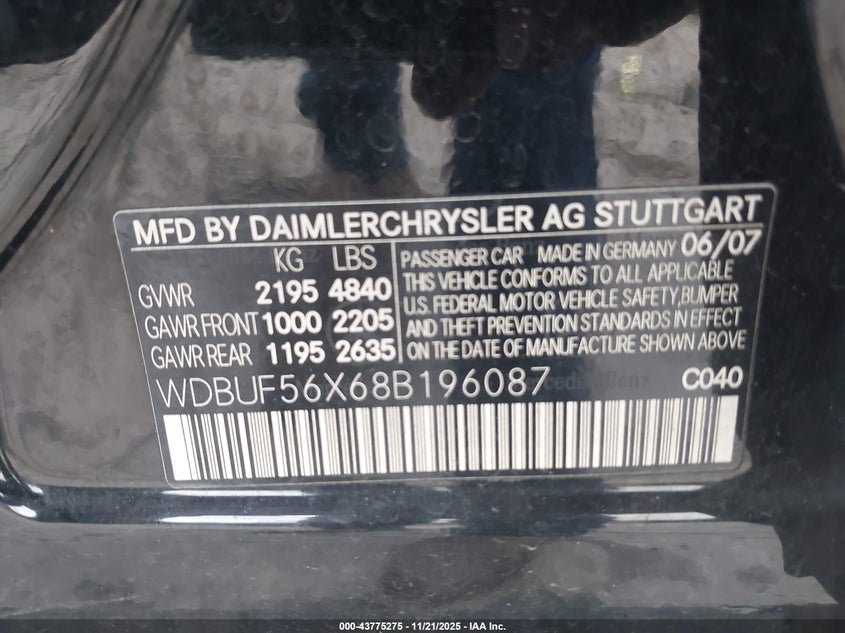 MFD BY DAIMLERCHRYSLER AG STUTTGART
KG LBS
GVWR 2195 4840
GAWR FRONT 1000 2205
GAWR REAR 1195 2635
PASSENGER CAR MADE IN GERMANY 06/07
THIS VEHICLE CONFORMS TO ALL APPLICABLE
U.S. FEDERAL MOTOR VEHICLE SAFETY, BUMPER
AND THEFT PREVENTION STANDARDS IN EFFECT
ON THE DATE OF MANUFACTURE SHOWN ABOVE
WDBUF56X68B196087 C040
000-43775275 - 11/21/2025 - IAA Inc.